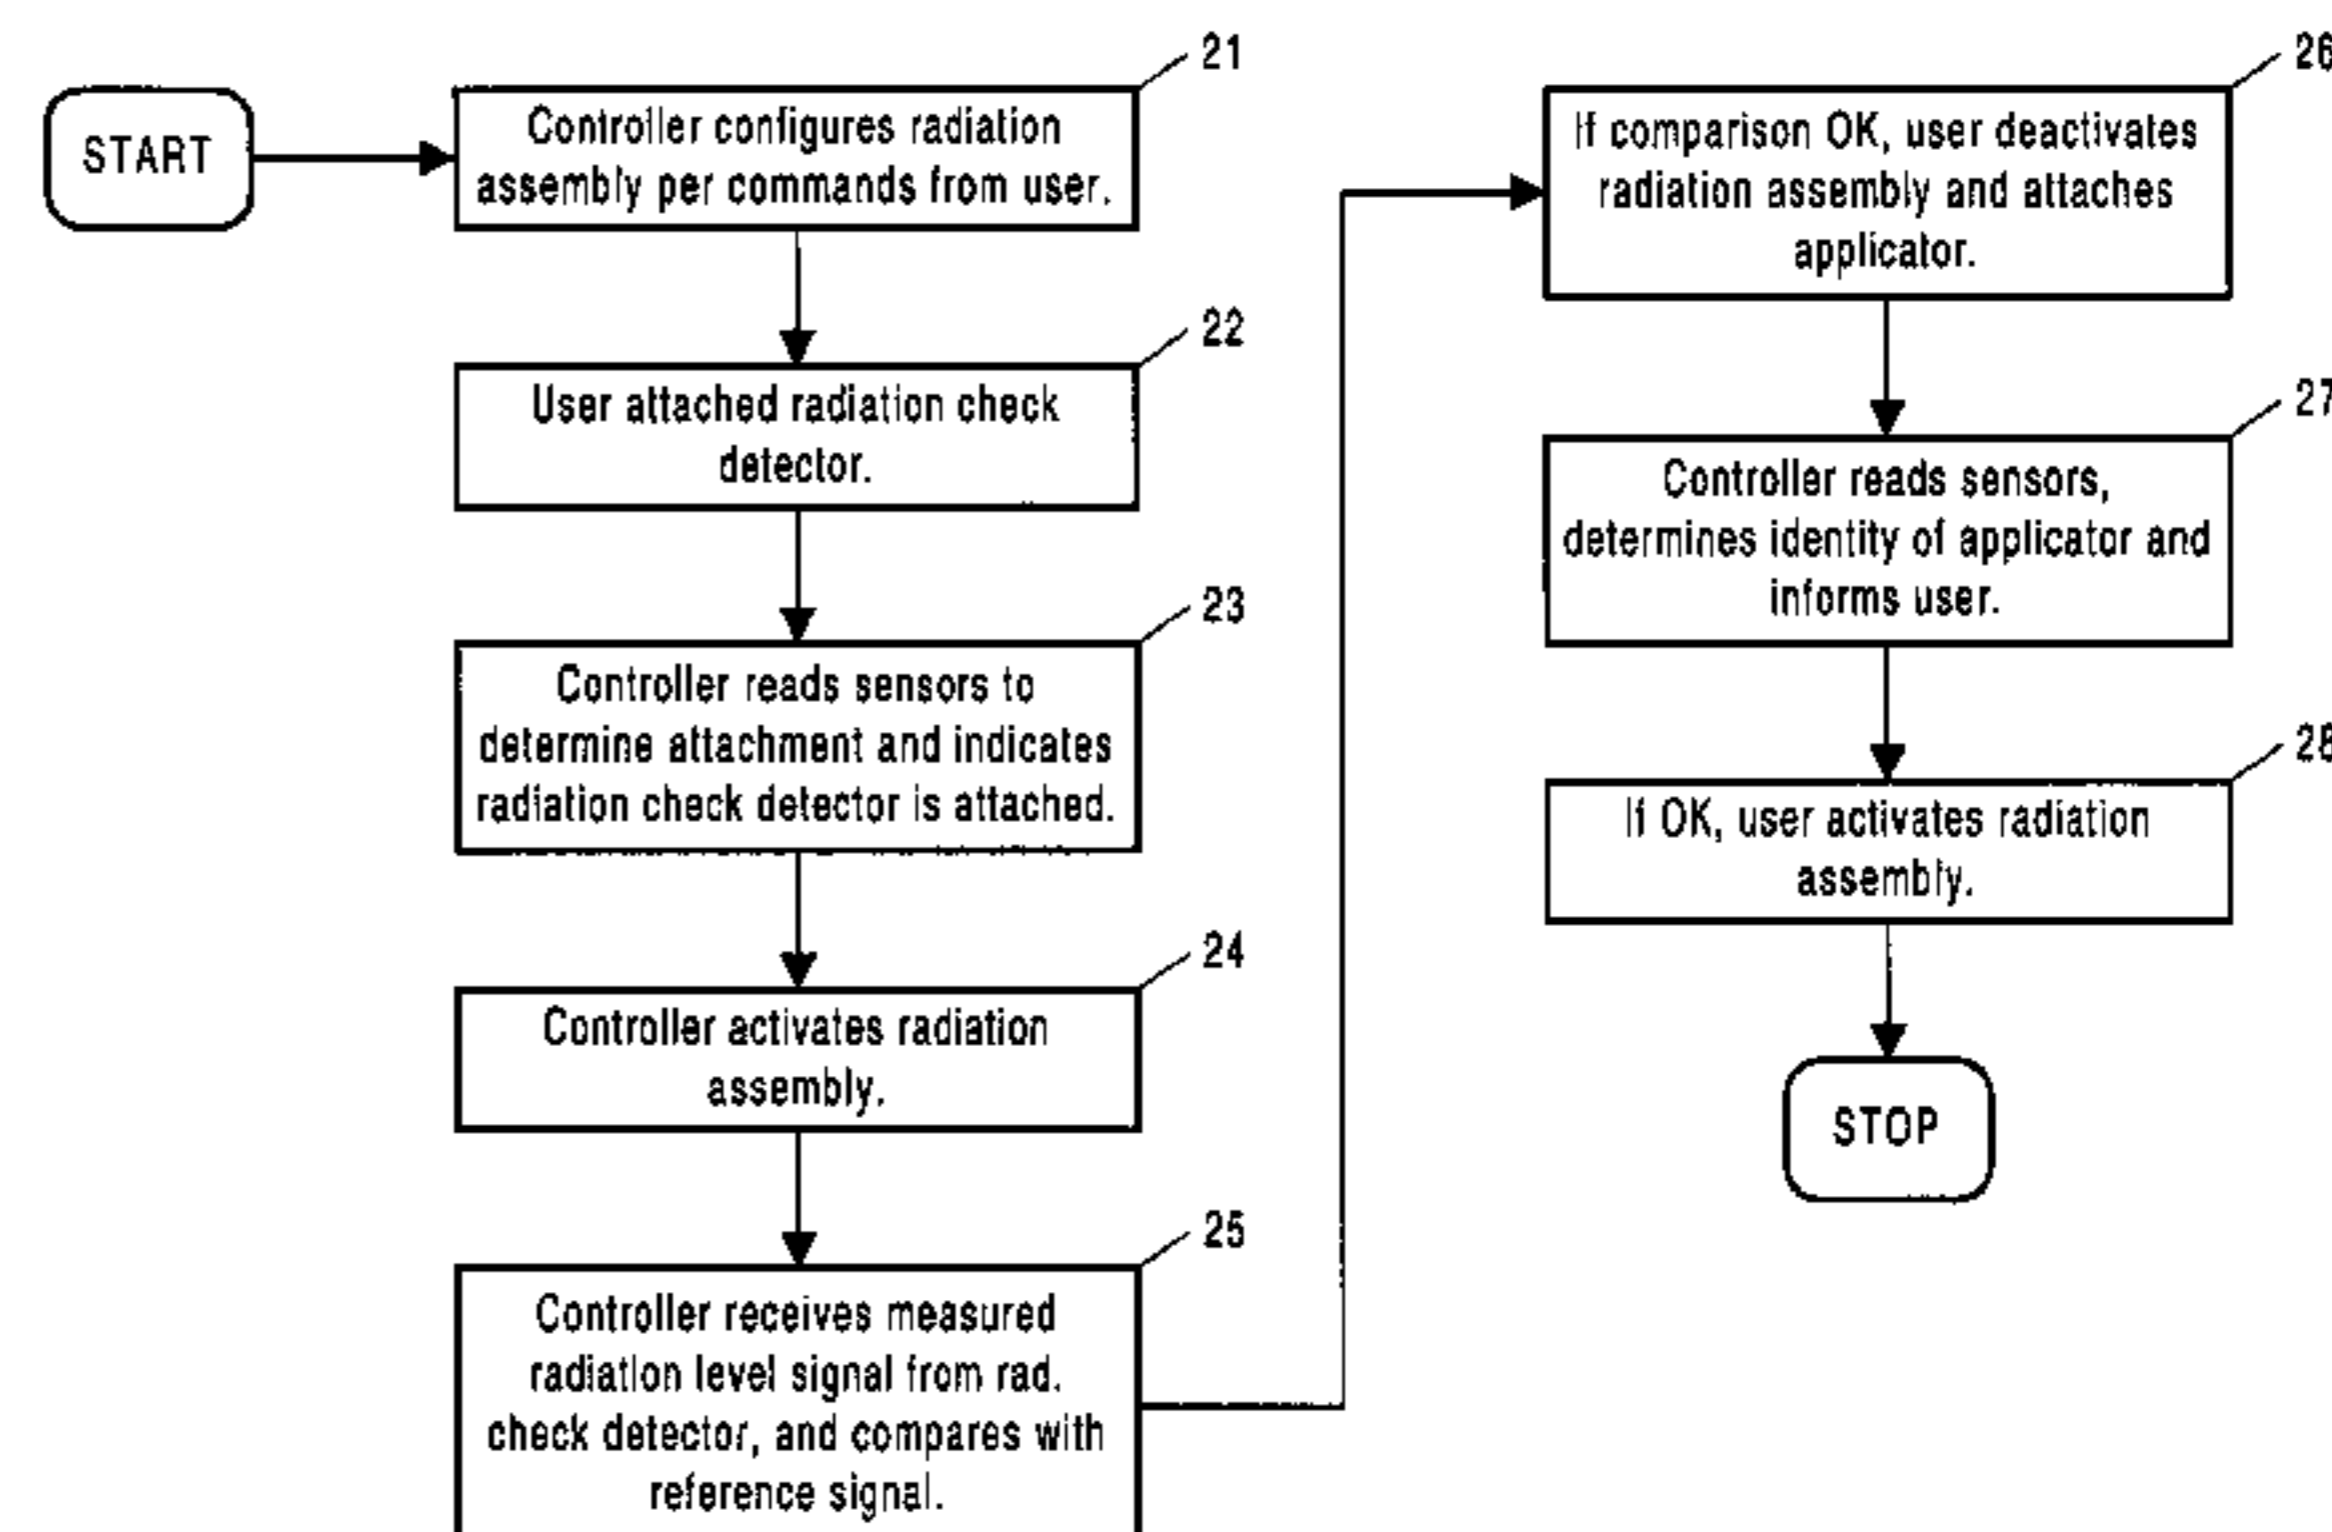 START
21
Controller configures radiation
assembly per commands from user.
22
User attached radiation check
detector.
23
Controller reads sensors to
determine attachment and indicates
radiation check detector is attached.
24
Controller activates radiation
assembly.
25
Controller receives measured
radiation level signal from rad.
check detector, and compares with
reference signal.
26
If comparison OK, user deactivates
radiation assembly and attaches
applicator.
27
Controller reads sensors,
determines identity of applicator and
informs user.
28
If OK, user activates radiation
assembly.
STOP